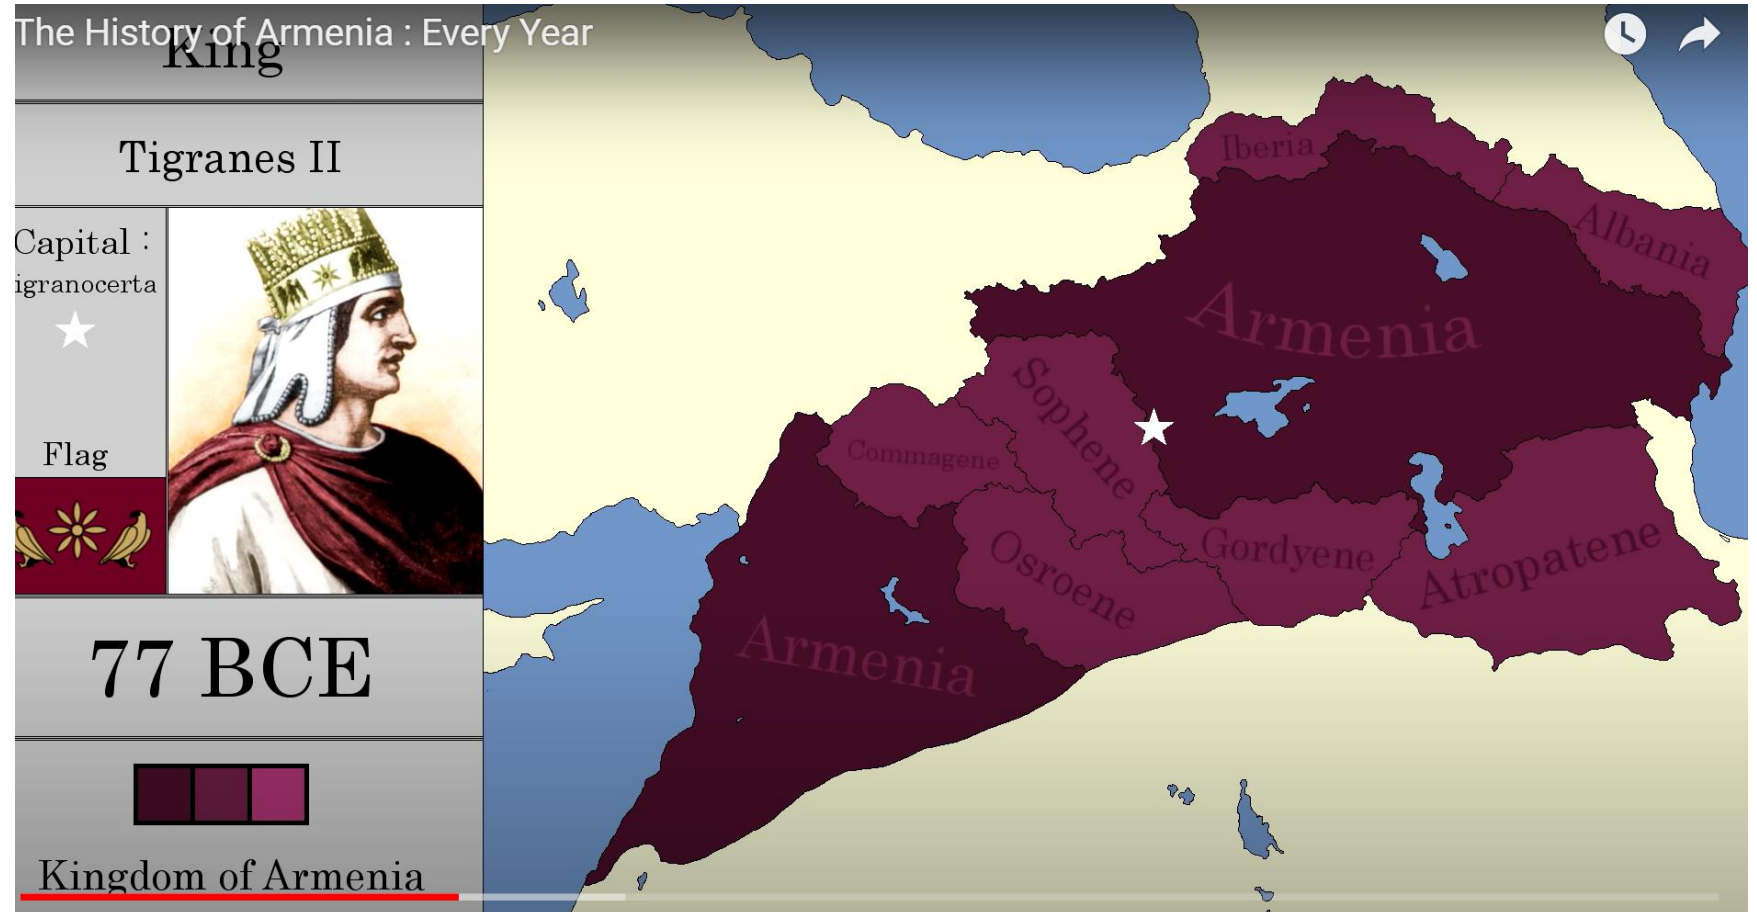 The History of Armenia : Every Year
King
Tigranes II
Capital :
igranocerta
Flag
77 BCE
Kingdom of Armenia
Iberia
Albania
Armenia
Sophene
Commagene
Osroene
Gordyene
Atropatene
Armenia